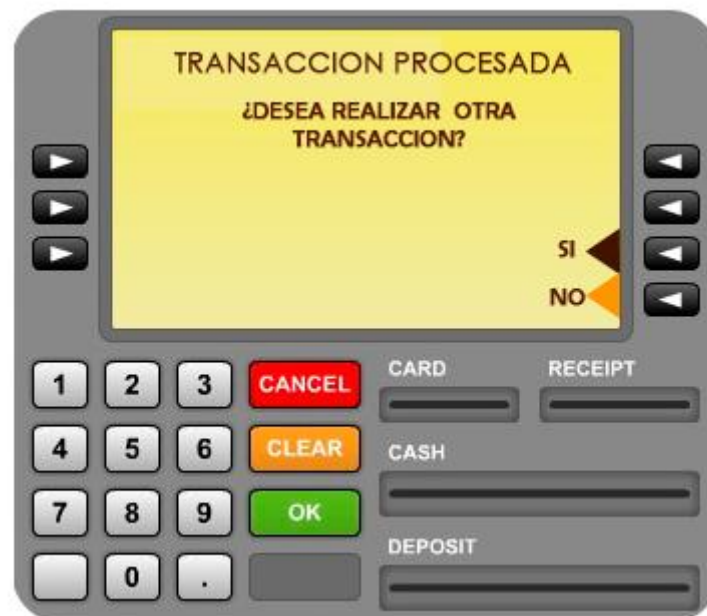 TRANSACCION PROCESADA
¿DESEA REALIZAR OTRA
TRANSACCION?
SI
NO
1 2 3 CANCEL
CARD RECEIPT
4 5 6 CLEAR
CASH
7 8 9 OK
DEPOSIT
0 .